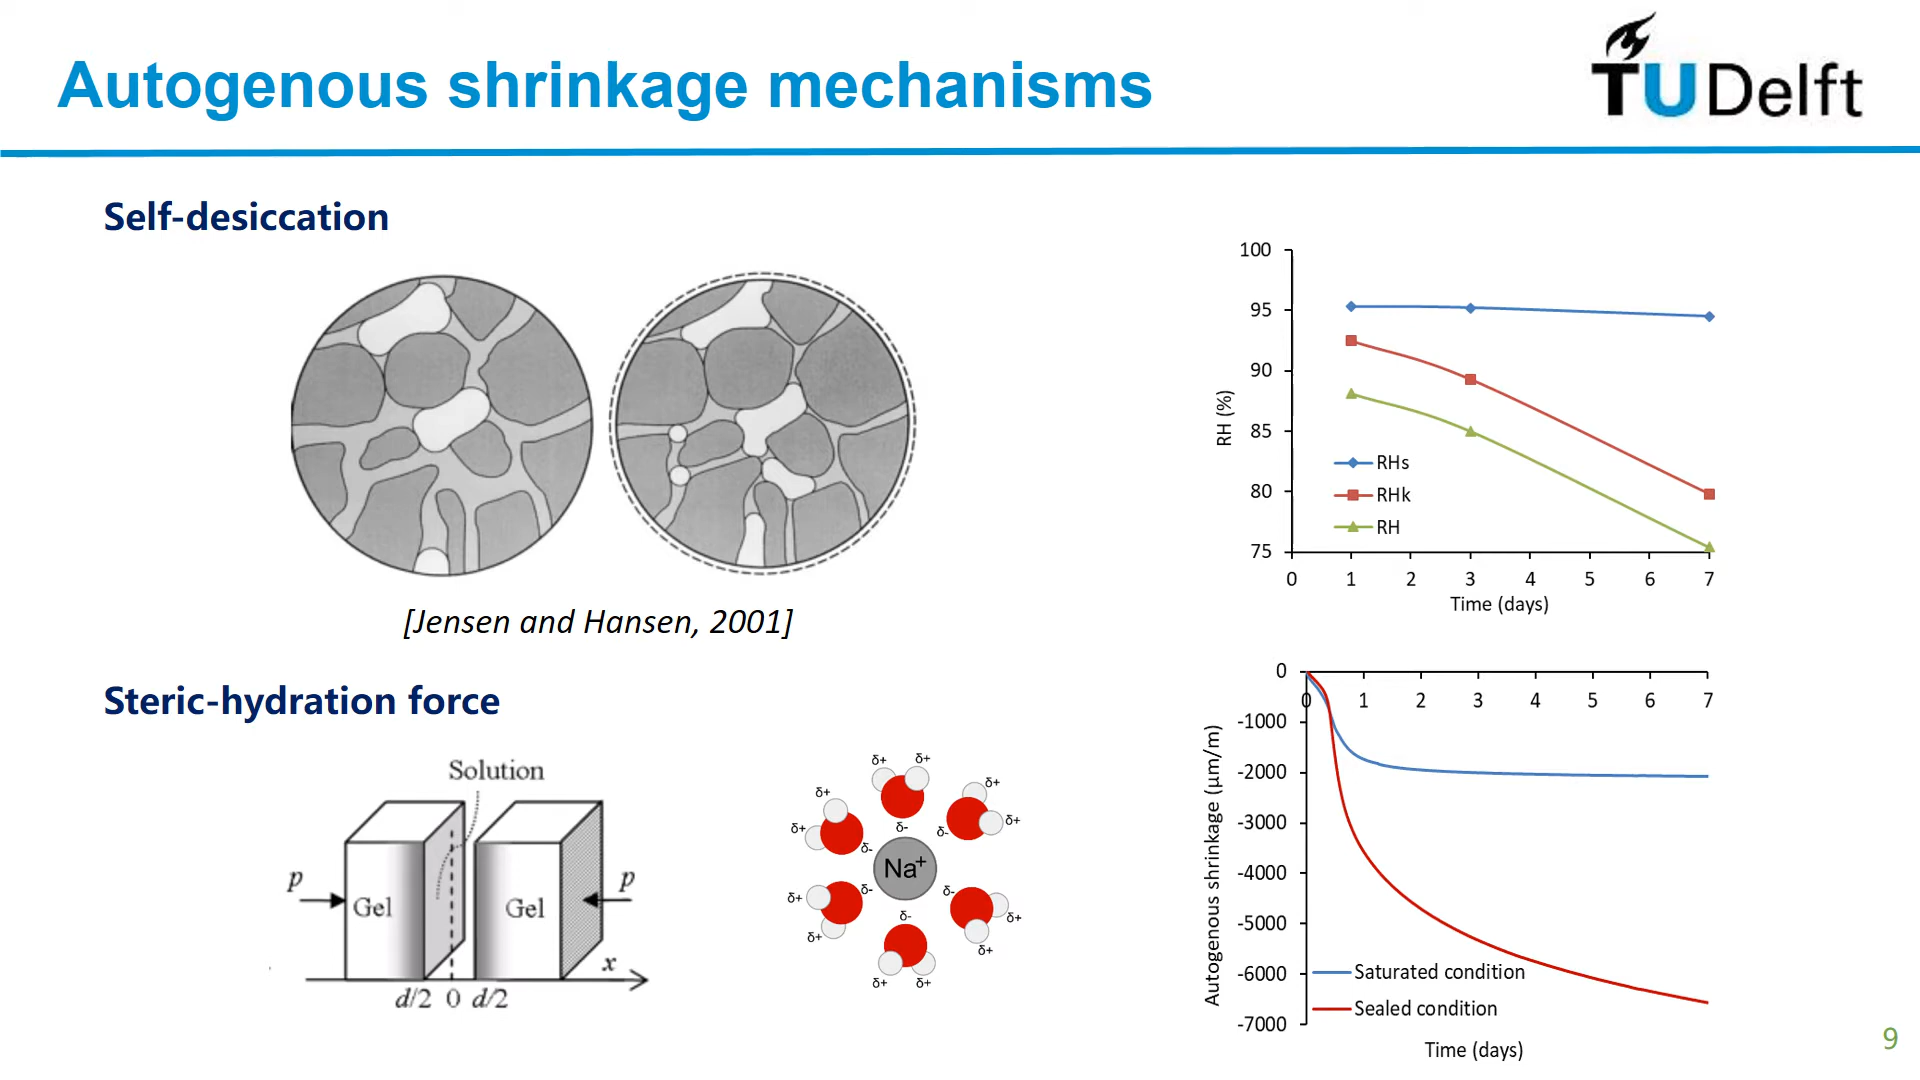 Autogenous shrinkage mechanisms
TU Delft
Self-desiccation
[Jensen and Hansen, 2001]
100
95
90
85
80
75
RH (%)
RHs
RHk
RH
0 1 2 3 4 5 6 7
Time (days)
Steric-hydration force
Solution
p
Gel
Gel
p
x
d/2 0 d/2
δ+ δ+
δ+ δ+
δ+ δ+
δ- δ- δ-
Na+
δ+ δ- δ- δ+
δ+ δ- δ+
δ+ δ+
0
0 1 2 3 4 5 6 7
-1000
-2000
-3000
-4000
-5000
-6000
-7000
Autogenous shrinkage (μm/m)
Saturated condition
Sealed condition
Time (days)
9